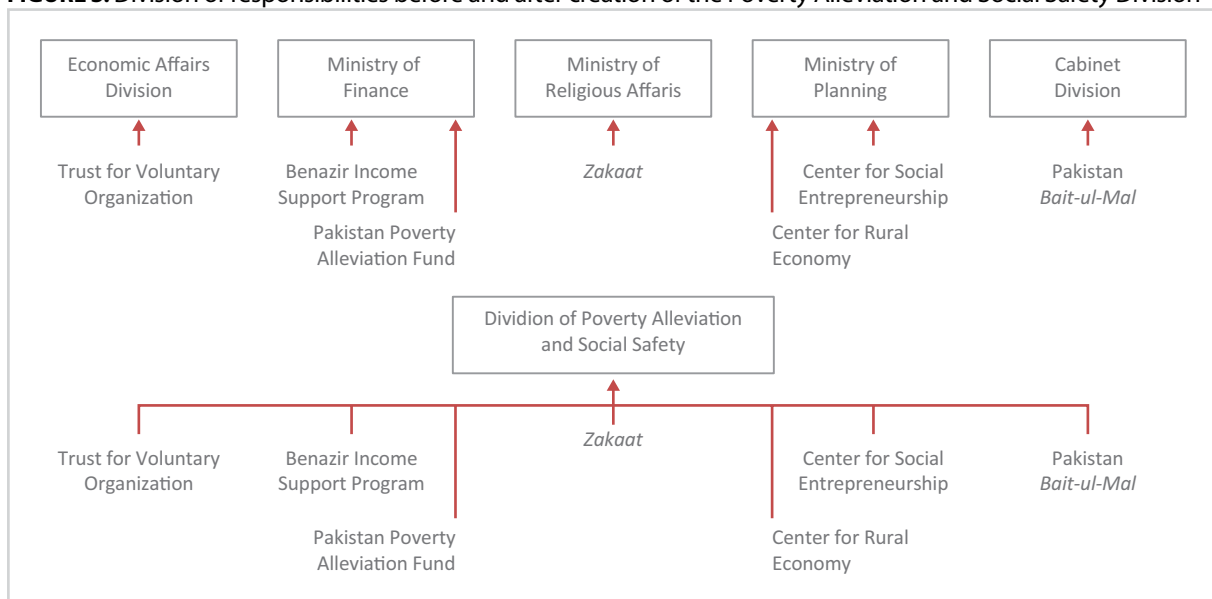 FIGURE 3. Division of responsibilities before and after creation of the Poverty Alleviation and Social Safety Division
Economic Affairs
Division
Ministry of
Finance
Ministry of
Religious Affaris
Ministry of
Planning
Cabinet
Division
Trust for Voluntary
Organization
Benazir Income
Support Program
Pakistan Poverty
Alleviation Fund
Zakaat
Center for Social
Entrepreneurship
Center for Rural
Economy
Pakistan
Bait-ul-Mal
Dividion of Poverty Alleviation
and Social Safety
Trust for Voluntary
Organization
Benazir Income
Support Program
Pakistan Poverty
Alleviation Fund
Zakaat
Center for Social
Entrepreneurship
Center for Rural
Economy
Pakistan
Bait-ul-Mal